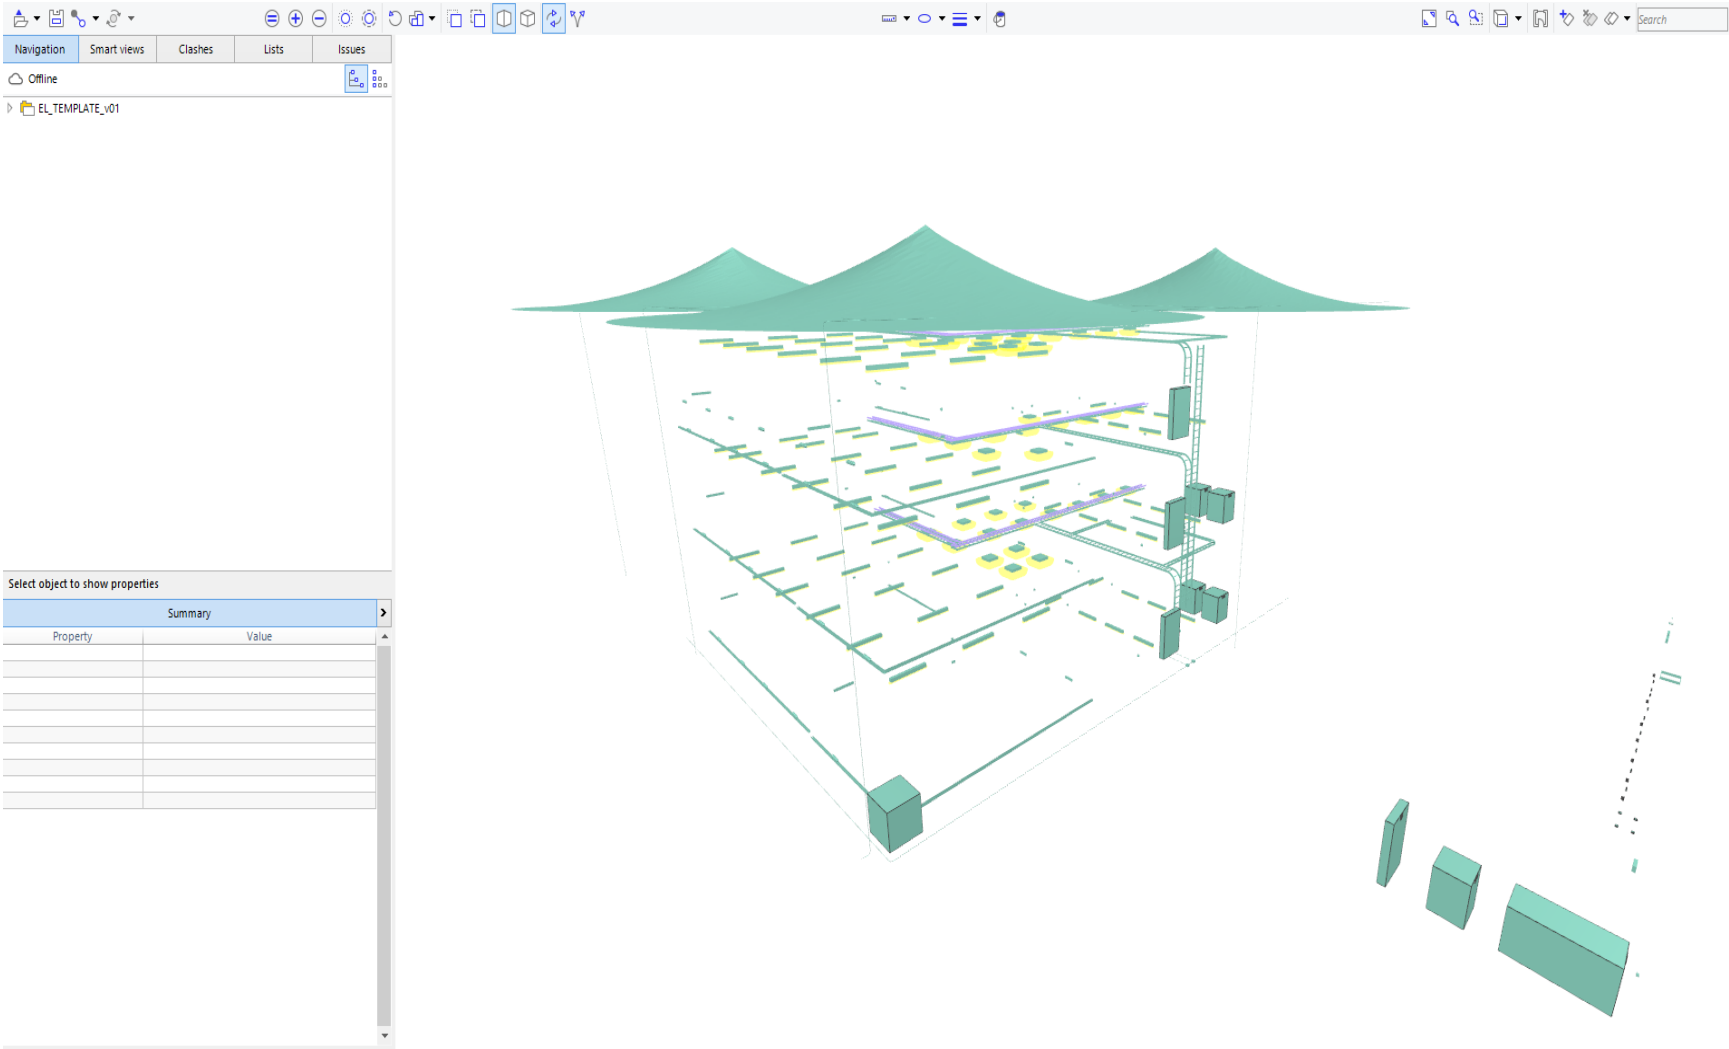 Search
Navigation
Smart views
Clashes
Lists
Issues
Offline
EL_TEMPLATE_v01
Select object to show properties
Summary
Property
Value